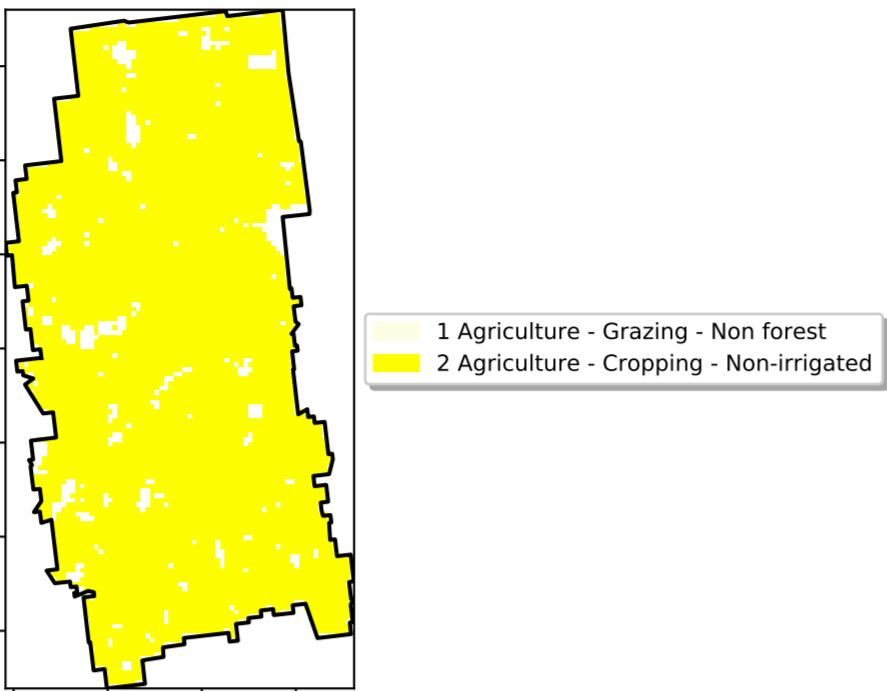 1 Agriculture - Grazing - Non forest
2 Agriculture - Cropping - Non-irrigated